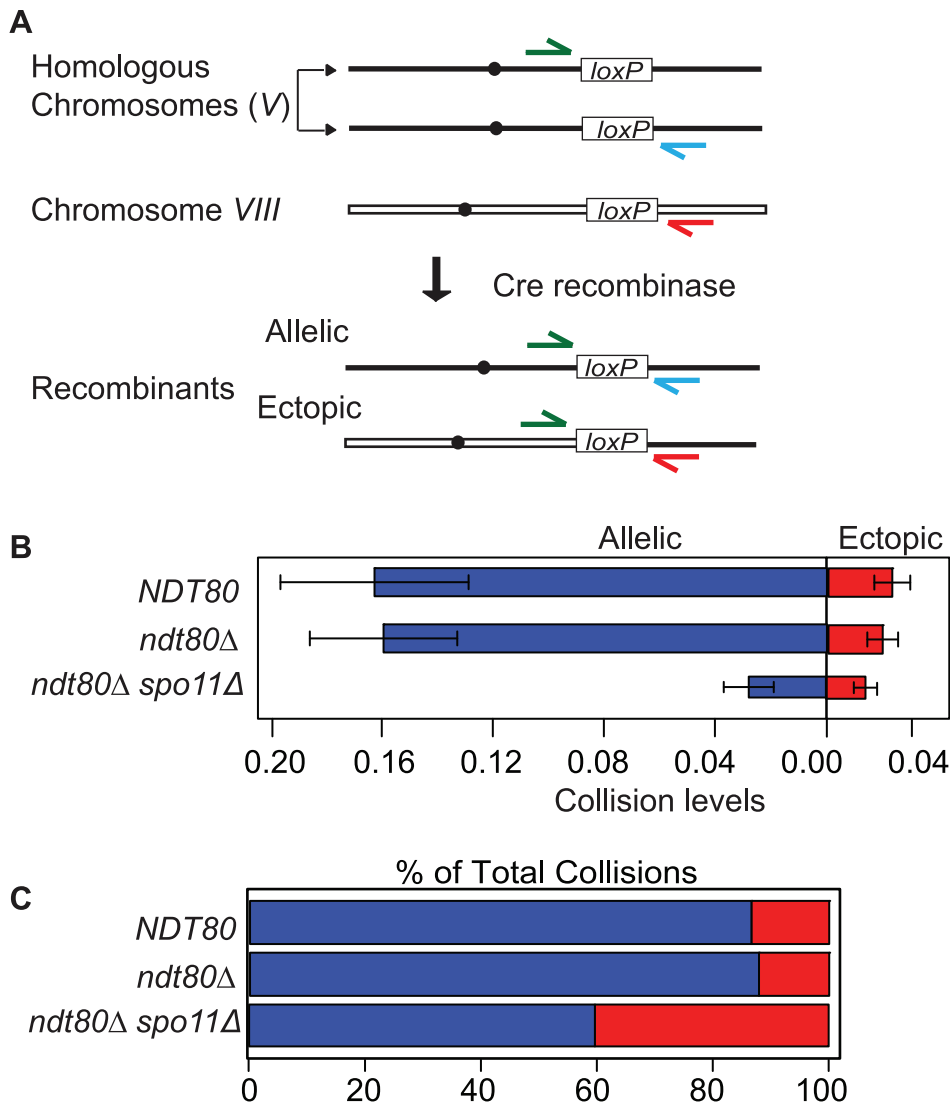 A
Homologous
Chromosomes (V)
loxP
loxP
Chromosome VIII
loxP
Cre recombinase
Allelic
loxP
Recombinants
Ectopic
loxP
B
Allelic
Ectopic
NDT80
ndt80Δ
ndt80Δ spo11Δ
0.20 0.16 0.12 0.08 0.04 0.00 0.04
Collision levels
C
% of Total Collisions
NDT80
ndt80Δ
ndt80Δ spo11Δ
0 20 40 60 80 100